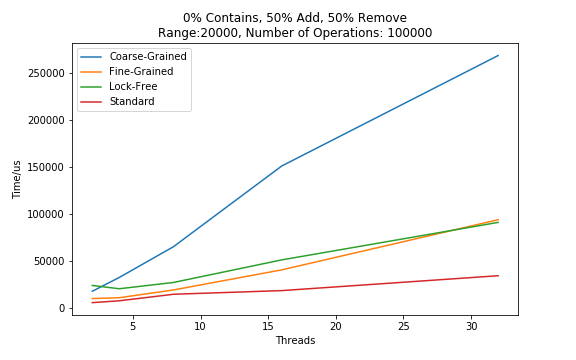 0% Contains, 50% Add, 50% Remove
Range:20000, Number of Operations: 100000
Coarse-Grained
Fine-Grained
Lock-Free
Standard
Time/us
250000
200000
150000
100000
50000
0
5
10
15
20
25
30
Threads